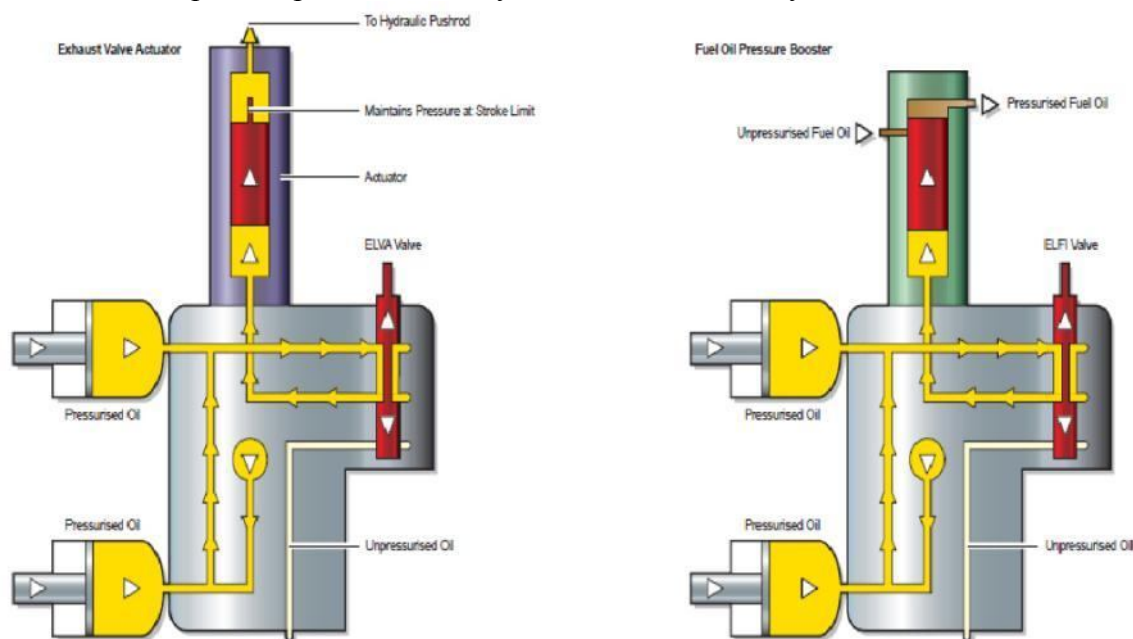 To Hydraulic Pushrod
Exhaust Valve Actuator
Maintains Pressure at Stroke Limit
Actuator
ELVA Valve
Pressurised Oil
Pressurised Oil
Unpressurised Oil
Fuel Oil Pressure Booster
Pressurised Fuel Oil
Unpressurised Fuel Oil
ELFI Valve
Pressurised Oil
Pressurised Oil
Unpressurised Oil